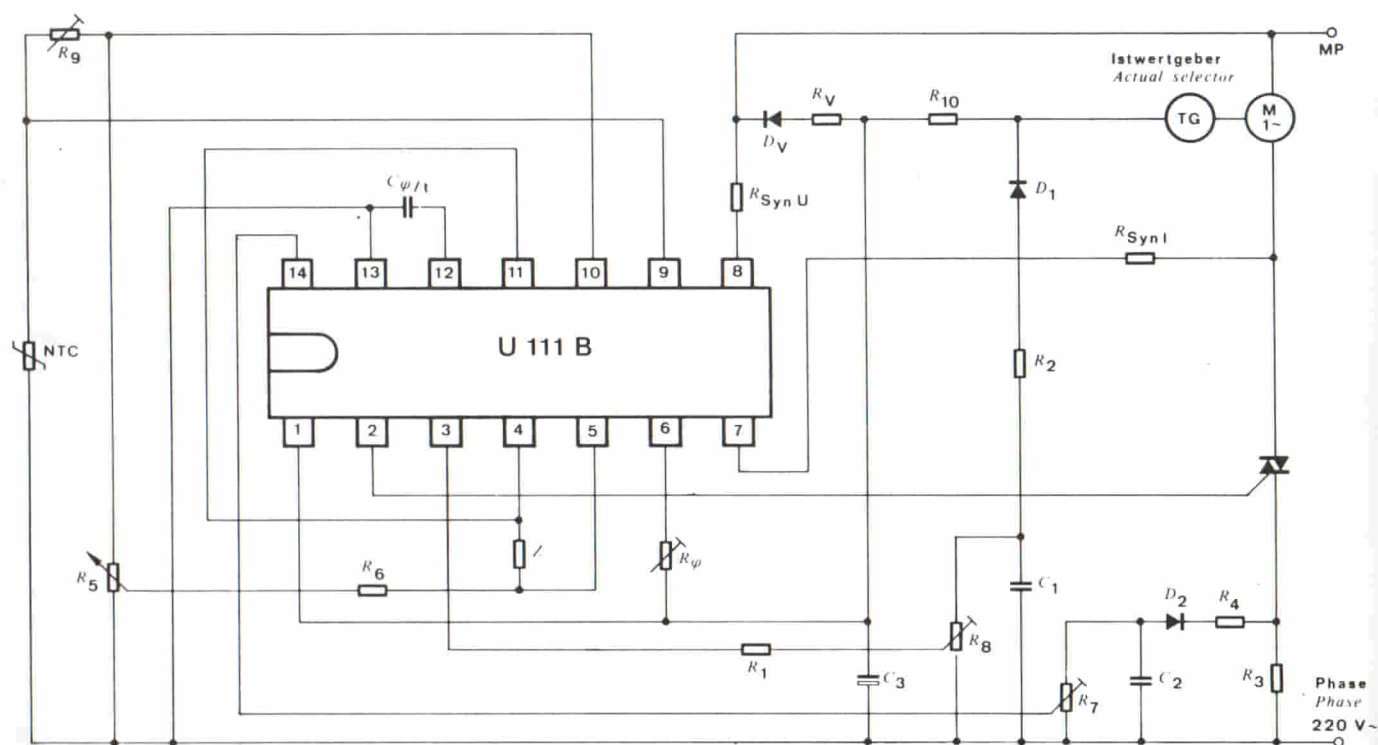 MP
R9
Istwertgeber
Actual selector
RV
R10
TG
M
1~
DV
Cφ/t
RSyn U
D1
RSyn I
14
13
12
11
10
9
8
NTC
U 111 B
R2
1
2
3
4
5
6
7
R5
R6
Z
Rφ
C1
D2
R4
R1
R8
C3
R7
C2
R3
Phase
Phase
220 V~